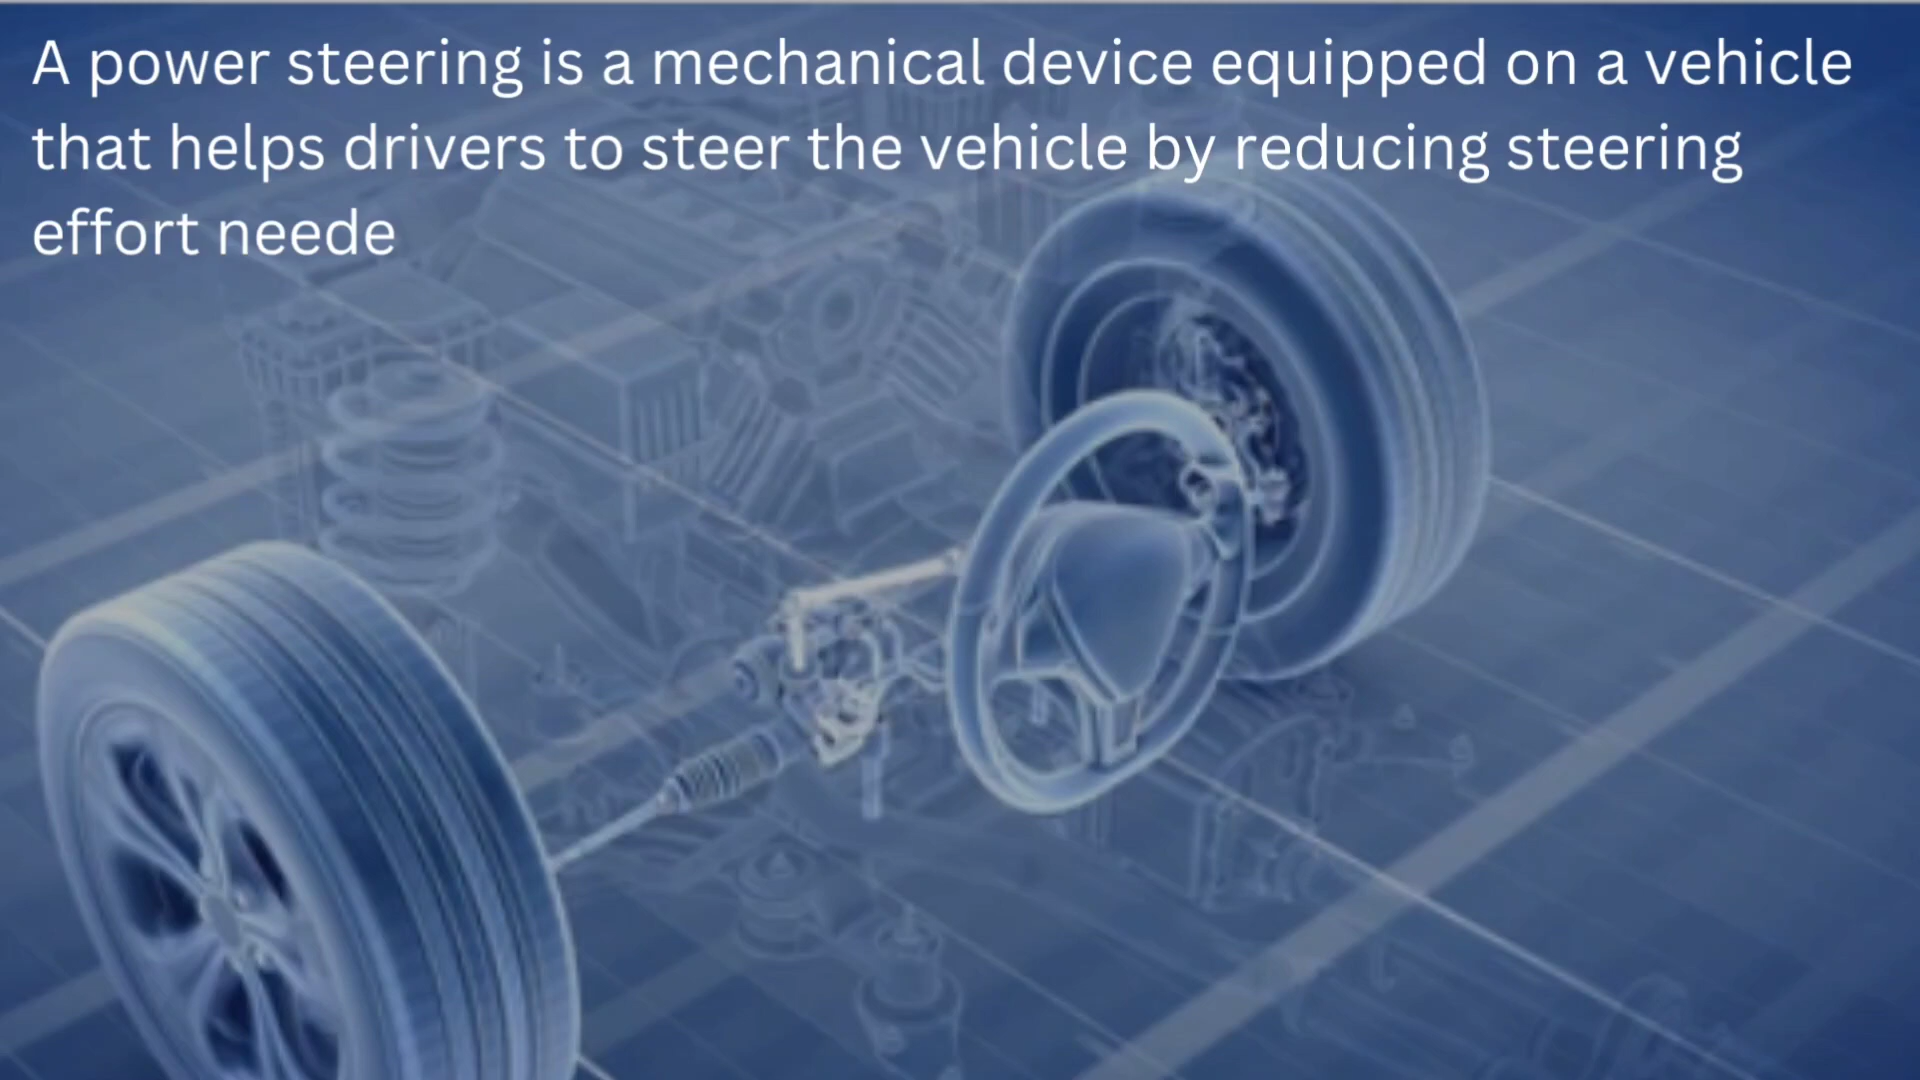 A power steering is a mechanical device equipped on a vehicle
that helps drivers to steer the vehicle by reducing steering
effort neede